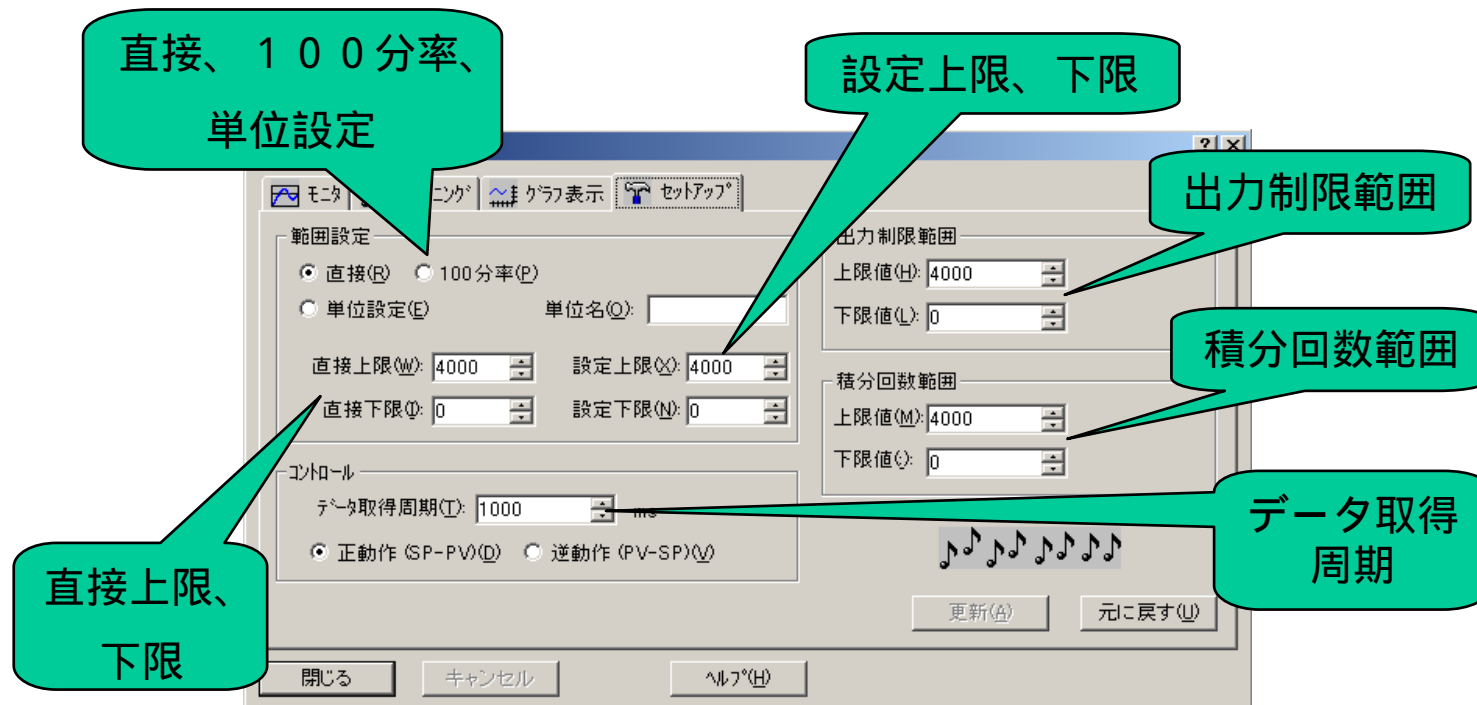 直接、１００分率、
単位設定
設定上限、下限
出力制限範囲
積分回数範囲
データ取得
周期
直接上限、
下限
ﾓﾆﾀ
ﾆﾝｸﾞ
ｸﾞﾗﾌ表示
ｾｯﾄｱｯﾌﾟ
範囲設定
直接(R) 100分率(P)
単位設定(E) 単位名(O):
直接上限(W): 4000 設定上限(X): 4000
直接下限(I): 0 設定下限(N): 0
ｺﾝﾄﾛｰﾙ
ﾃﾞｰﾀ取得周期(T): 1000 ms
正動作 (SP-PV)(D) 逆動作 (PV-SP)(V)
出力制限範囲
上限値(H): 4000
下限値(L): 0
積分回数範囲
上限値(M): 4000
下限値(:): 0
更新(A) 元に戻す(U)
閉じる キャンセル ﾍﾙﾌﾟ(H)